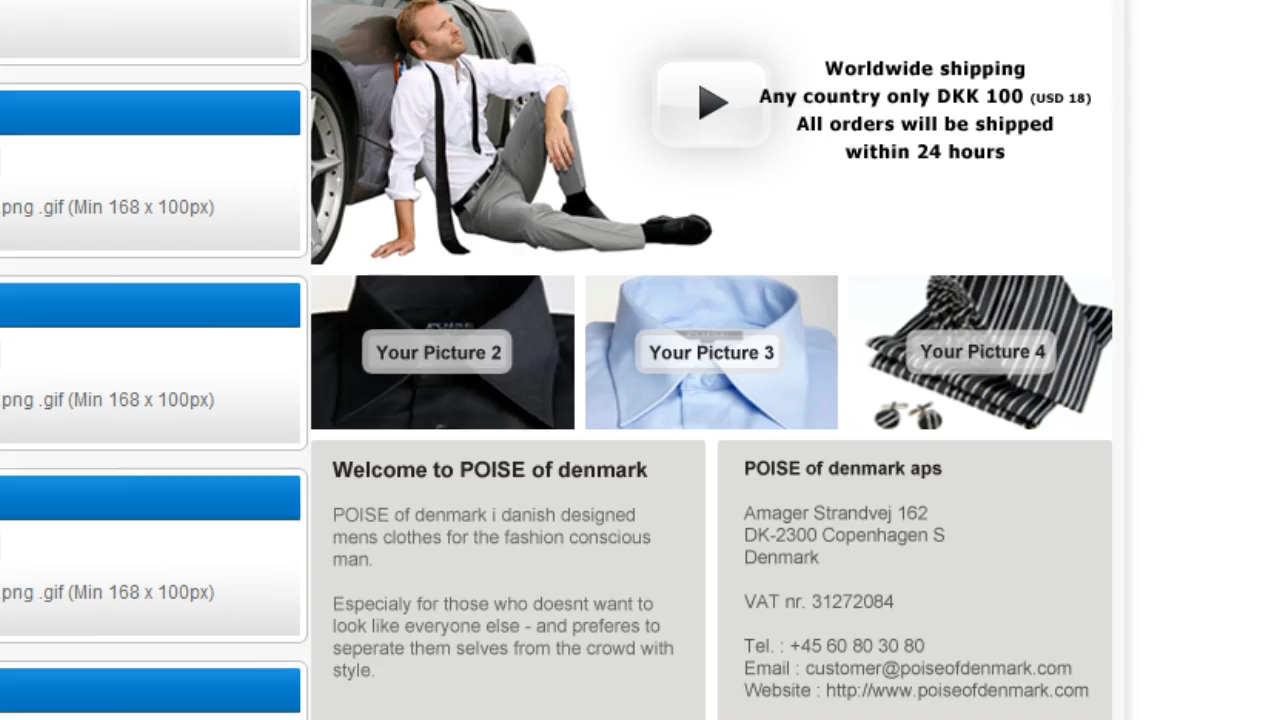 Worldwide shipping
Any country only DKK 100 (USD 18)
All orders will be shipped
within 24 hours
.png .gif (Min 168 x 100px)
Your Picture 2
Your Picture 3
Your Picture 4
.png .gif (Min 168 x 100px)
Welcome to POISE of denmark
POISE of denmark i danish designed
mens clothes for the fashion conscious
man.
Especialy for those who doesnt want to
look like everyone else - and preferes to
seperate them selves from the crowd with
style.
POISE of denmark aps
Amager Strandvej 162
DK-2300 Copenhagen S
Denmark
VAT nr. 31272084
Tel. : +45 60 80 30 80
Email : customer@poiseofdenmark.com
Website : http://www.poiseofdenmark.com
.png .gif (Min 168 x 100px)